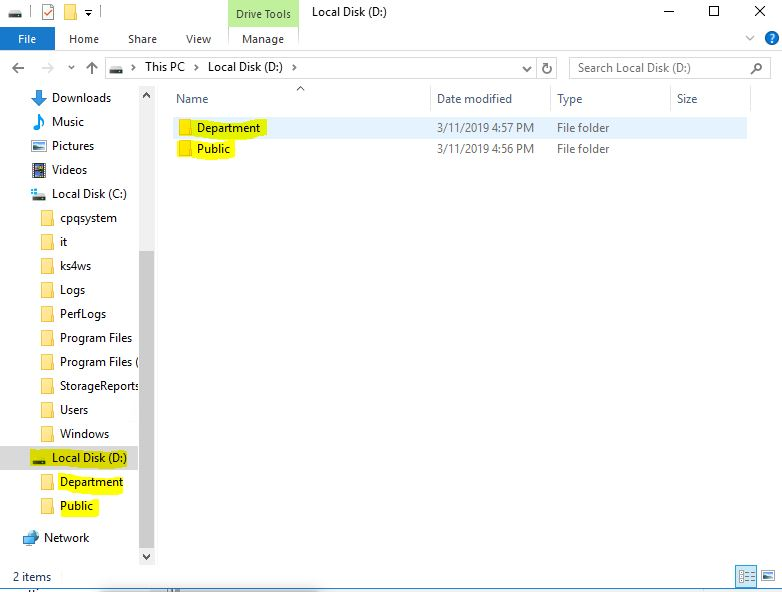 Drive Tools Local Disk (D:)
File Home Share View Manage
This PC Local Disk (D:) Search Local Disk (D:)
Name Date modified Type Size
Department 3/11/2019 4:57 PM File folder
Public 3/11/2019 4:56 PM File folder
Downloads
Music
Pictures
Videos
Local Disk (C:)
cpqsystem
it
ks4ws
Logs
PerfLogs
Program Files
Program Files (
StorageReports
Users
Windows
Local Disk (D:)
Department
Public
Network
2 items